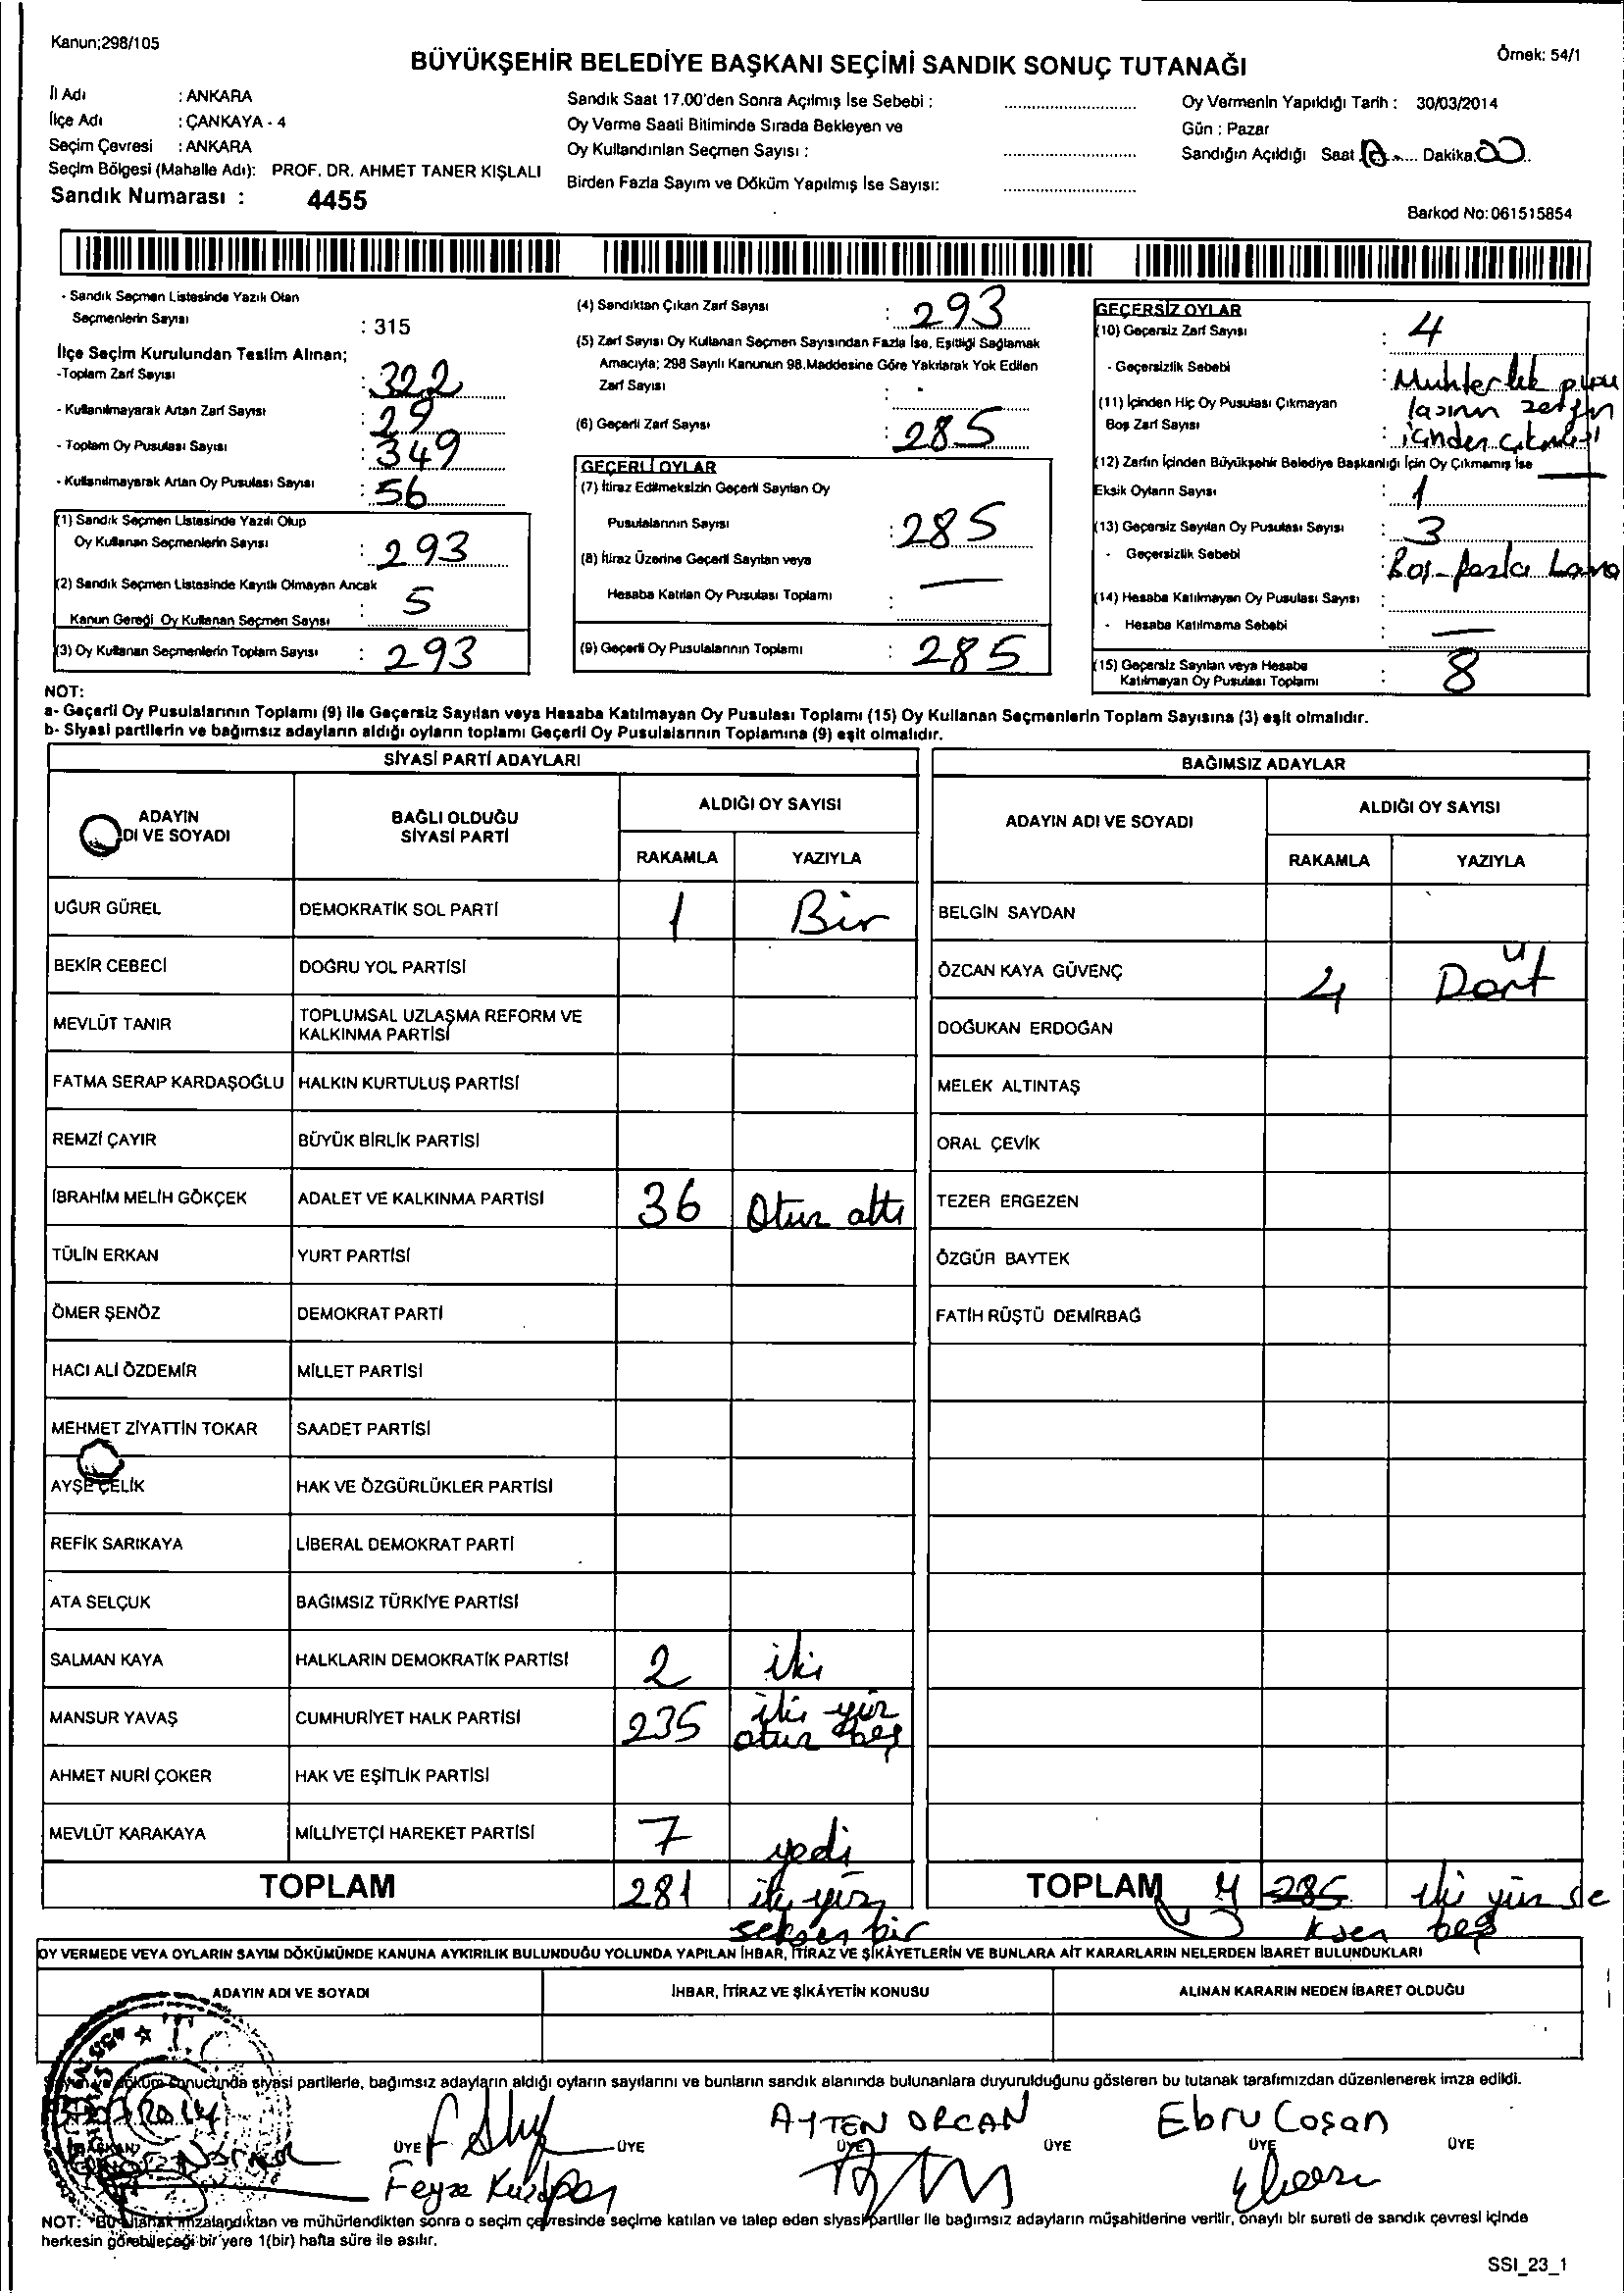 Kanun;298/105
BÜYÜKŞEHİR BELEDİYE BAŞKANI SEÇİMİ SANDIK SONUÇ TUTANAĞI
Örnek: 54/1
İl Adı : ANKARA
İlçe Adı : ÇANKAYA - 4
Seçim Çevresi : ANKARA
Seçim Bölgesi (Mahalle Adı): PROF. DR. AHMET TANER KIŞLALI
Sandık Numarası : 4455
Sandık Saat 17.00'den Sonra Açılmış İse Sebebi :
Oy Verme Saati Bitiminde Sırada Bekleyen ve
Oy Kullandırılan Seçmen Sayısı :
Birden Fazla Sayım ve Döküm Yapılmış İse Sayısı:
Oy Vermenin Yapıldığı Tarih : 30/03/2014
Gün : Pazar
Sandığın Açıldığı Saat Dakika 00
Barkod No:061515854
- Sandık Seçmen Listesinde Yazılı Olan
Seçmenlerin Sayısı : 315
İlçe Seçim Kurulundan Teslim Alınan;
-Toplam Zarf Sayısı : 322
- Kullanılmayarak Artan Zarf Sayısı : 29
- Toplam Oy Pusulası Sayısı : 349
- Kullanılmayarak Artan Oy Pusulası Sayısı : 56
(1) Sandık Seçmen Listesinde Yazılı Olup
Oy Kullanan Seçmenlerin Sayısı : 293
(2) Sandık Seçmen Listesinde Kayıtlı Olmayan Ancak
Kanun Gereği Oy Kullanan Seçmen Sayısı : 5
(3) Oy Kullanan Seçmenlerin Toplam Sayısı : 293
(4) Sandıktan Çıkan Zarf Sayısı : 293
(5) Zarf Sayısı Oy Kullanan Seçmen Sayısından Fazla İse, Eşitliği Sağlamak
Amacıyla; 298 Sayılı Kanunun 98.Maddesine Göre Yakılarak Yok Edilen
Zarf Sayısı :
(6) Geçerli Zarf Sayısı : 285
GEÇERLİ OYLAR
(7) İtiraz Edilmeksizin Geçerli Sayılan Oy
Pusulalarının Sayısı : 285
(8) İtiraz Üzerine Geçerli Sayılan veya
Hesaba Katılan Oy Pusulası Toplamı : —
(9) Geçerli Oy Pusulalarının Toplamı : 285
GEÇERSİZ OYLAR
(10) Geçersiz Zarf Sayısı : 4
- Geçersizlik Sebebi : Muhtarlık pusu
lasının zarfın
(11) İçinden Hiç Oy Pusulası Çıkmayan
Boş Zarf Sayısı : içinden çıkması
(12) Zarfın İçinden Büyükşehir Belediye Başkanlığı İçin Oy Çıkmamış İse —
Eksik Oyların Sayısı : 1
(13) Geçersiz Sayılan Oy Pusulası Sayısı : 3
- Geçersizlik Sebebi : Boş-fazla
(14) Hesaba Katılmayan Oy Pusulası Sayısı :
- Hesaba Katılmama Sebebi : —
(15) Geçersiz Sayılan veya Hesaba
Katılmayan Oy Pusulası Toplamı : 8
NOT:
a- Geçerli Oy Pusulalarının Toplamı (9) ile Geçersiz Sayılan veya Hesaba Katılmayan Oy Pusulası Toplamı (15) Oy Kullanan Seçmenlerin Toplam Sayısına (3) eşit olmalıdır.
b- Siyasi partilerin ve bağımsız adayların aldığı oyların toplamı Geçerli Oy Pusulalarının Toplamına (9) eşit olmalıdır.
SİYASİ PARTİ ADAYLARI
ADAYIN
DI VE SOYADI
BAĞLI OLDUĞU
SİYASİ PARTİ
ALDIĞI OY SAYISI
RAKAMLA YAZIYLA
UĞUR GÜREL DEMOKRATİK SOL PARTİ 1 Bir
BEKİR CEBECİ DOĞRU YOL PARTİSİ
MEVLÜT TANIR TOPLUMSAL UZLAŞMA REFORM VE
KALKINMA PARTİSİ
FATMA SERAP KARDAŞOĞLU HALKIN KURTULUŞ PARTİSİ
REMZİ ÇAYIR BÜYÜK BİRLİK PARTİSİ
İBRAHİM MELİH GÖKÇEK ADALET VE KALKINMA PARTİSİ 36 Otuz altı
TÜLİN ERKAN YURT PARTİSİ
ÖMER ŞENÖZ DEMOKRAT PARTİ
HACI ALİ ÖZDEMİR MİLLET PARTİSİ
MEHMET ZİYATTİN TOKAR SAADET PARTİSİ
AYŞE ÇELİK HAK VE ÖZGÜRLÜKLER PARTİSİ
REFİK SARIKAYA LİBERAL DEMOKRAT PARTİ
ATA SELÇUK BAĞIMSIZ TÜRKİYE PARTİSİ
SALMAN KAYA HALKLARIN DEMOKRATİK PARTİSİ 2 iki
MANSUR YAVAŞ CUMHURİYET HALK PARTİSİ 235 iki yüz
otuz beş
AHMET NURİ ÇOKER HAK VE EŞİTLİK PARTİSİ
MEVLÜT KARAKAYA MİLLİYETÇİ HAREKET PARTİSİ 7 yedi
TOPLAM 281 iki yüz
seksen bir
BAĞIMSIZ ADAYLAR
ADAYIN ADI VE SOYADI
ALDIĞI OY SAYISI
RAKAMLA YAZIYLA
BELGİN SAYDAN
ÖZCAN KAYA GÜVENÇ 4 Dört
DOĞUKAN ERDOĞAN
MELEK ALTINTAŞ
ORAL ÇEVİK
TEZER ERGEZEN
ÖZGÜR BAYTEK
FATİH RÜŞTÜ DEMİRBAĞ
TOPLAM 4 285 iki yüz se
ksen beş
OY VERMEDE VEYA OYLARIN SAYIM DÖKÜMÜNDE KANUNA AYKIRILIK BULUNDUĞU YOLUNDA YAPILAN İHBAR, İTİRAZ VE ŞİKÂYETLERİN VE BUNLARA AİT KARARLARIN NELERDEN İBARET BULUNDUKLARI
ADAYIN ADI VE SOYADI İHBAR, İTİRAZ VE ŞİKÂYETİN KONUSU ALINAN KARARIN NEDEN İBARET OLDUĞU
döküm sonucunda siyasi partilerle, bağımsız adayların aldığı oyların sayılarını ve bunların sandık alanında bulunanlara duyurulduğunu gösteren bu tutanak tarafımızdan düzenlenerek imza edildi.
2014
BAŞKAN
AYTEN ORCAN
Ebru Coşan
ÜYE ÜYE ÜYE ÜYE ÜYE ÜYE
Feyza
NOT: Bu tutanak imzalandıktan ve mühürlendikten sonra o seçim çevresinde seçime katılan ve talep eden siyasi partiler ile bağımsız adayların müşahitlerine verilir, onaylı bir sureti de sandık çevresi içinde
herkesin görebileceği bir yere 1(bir) hafta süre ile asılır.
SSI_23_1